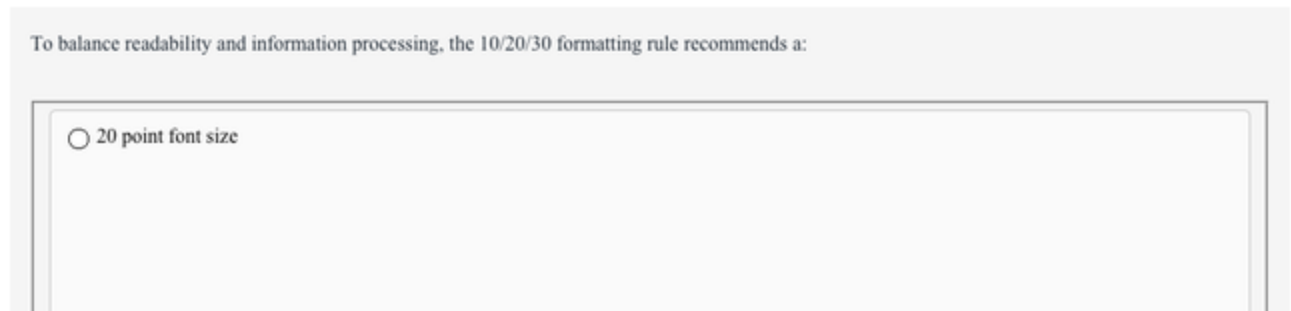 To balance readability and information processing, the 10/20/30 formatting rule recommends a:
20 point font size